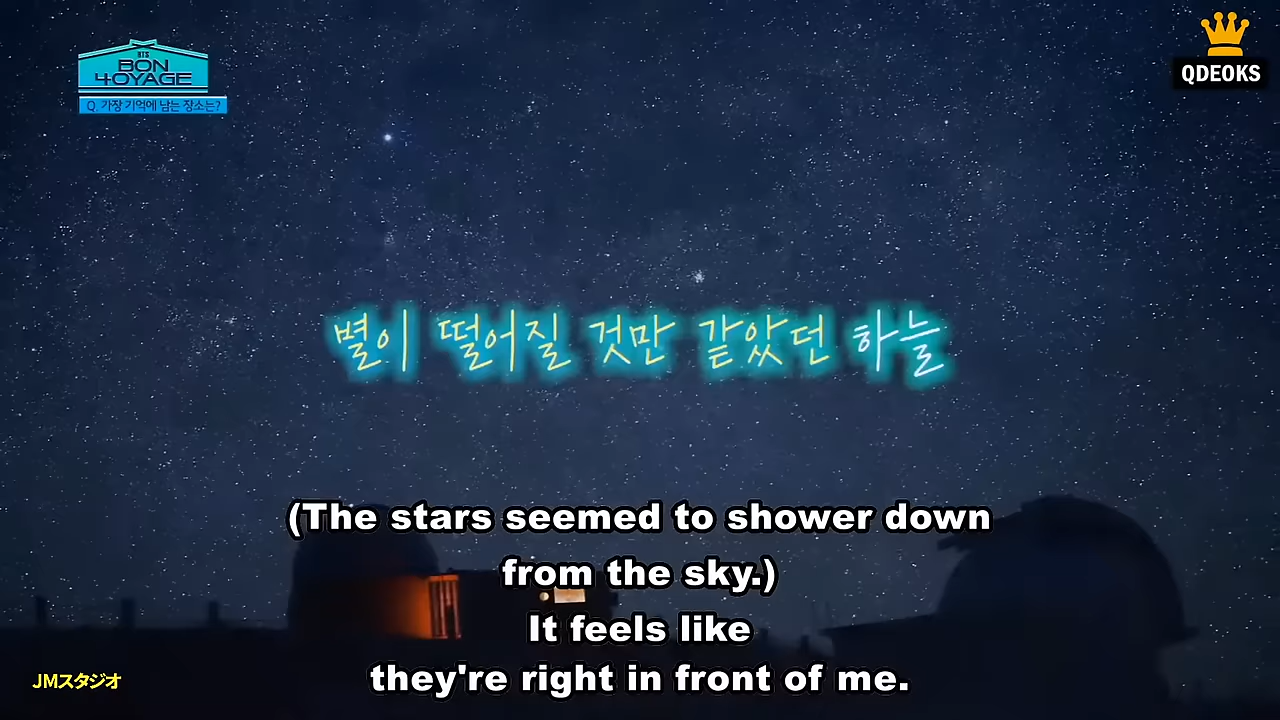 BTS
BON
4OYAGE
Q. 가장 기억에 남는 장소는?
QDEOKS
별이 떨어질 것만 같았던 하늘
(The stars seemed to shower down
from the sky.)
It feels like
they're right in front of me.
JMスタジオ